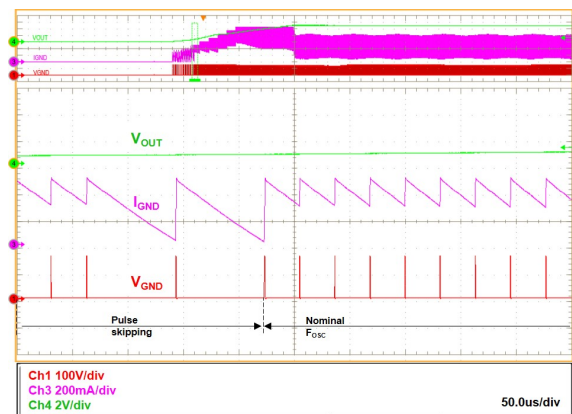 VOUT
IGND
VGND
VOUT
IGND
VGND
Pulse
skipping
Nominal
FOSC
Ch1 100V/div
Ch3 200mA/div
Ch4 2V/div
50.0us/div